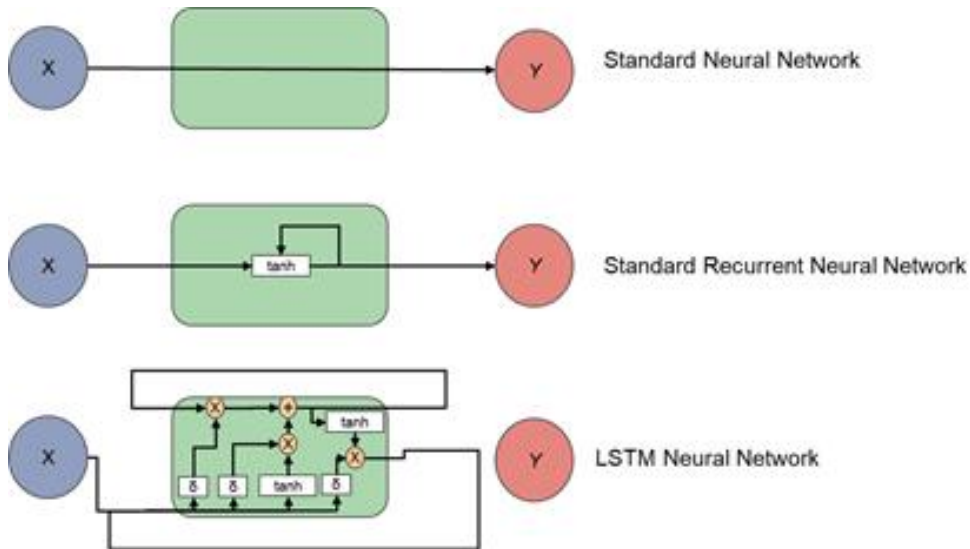 X
Y
Standard Neural Network
X
tanh
Y
Standard Recurrent Neural Network
X
+
tanh
X
X
X
δ
δ
tanh
δ
Y
LSTM Neural Network